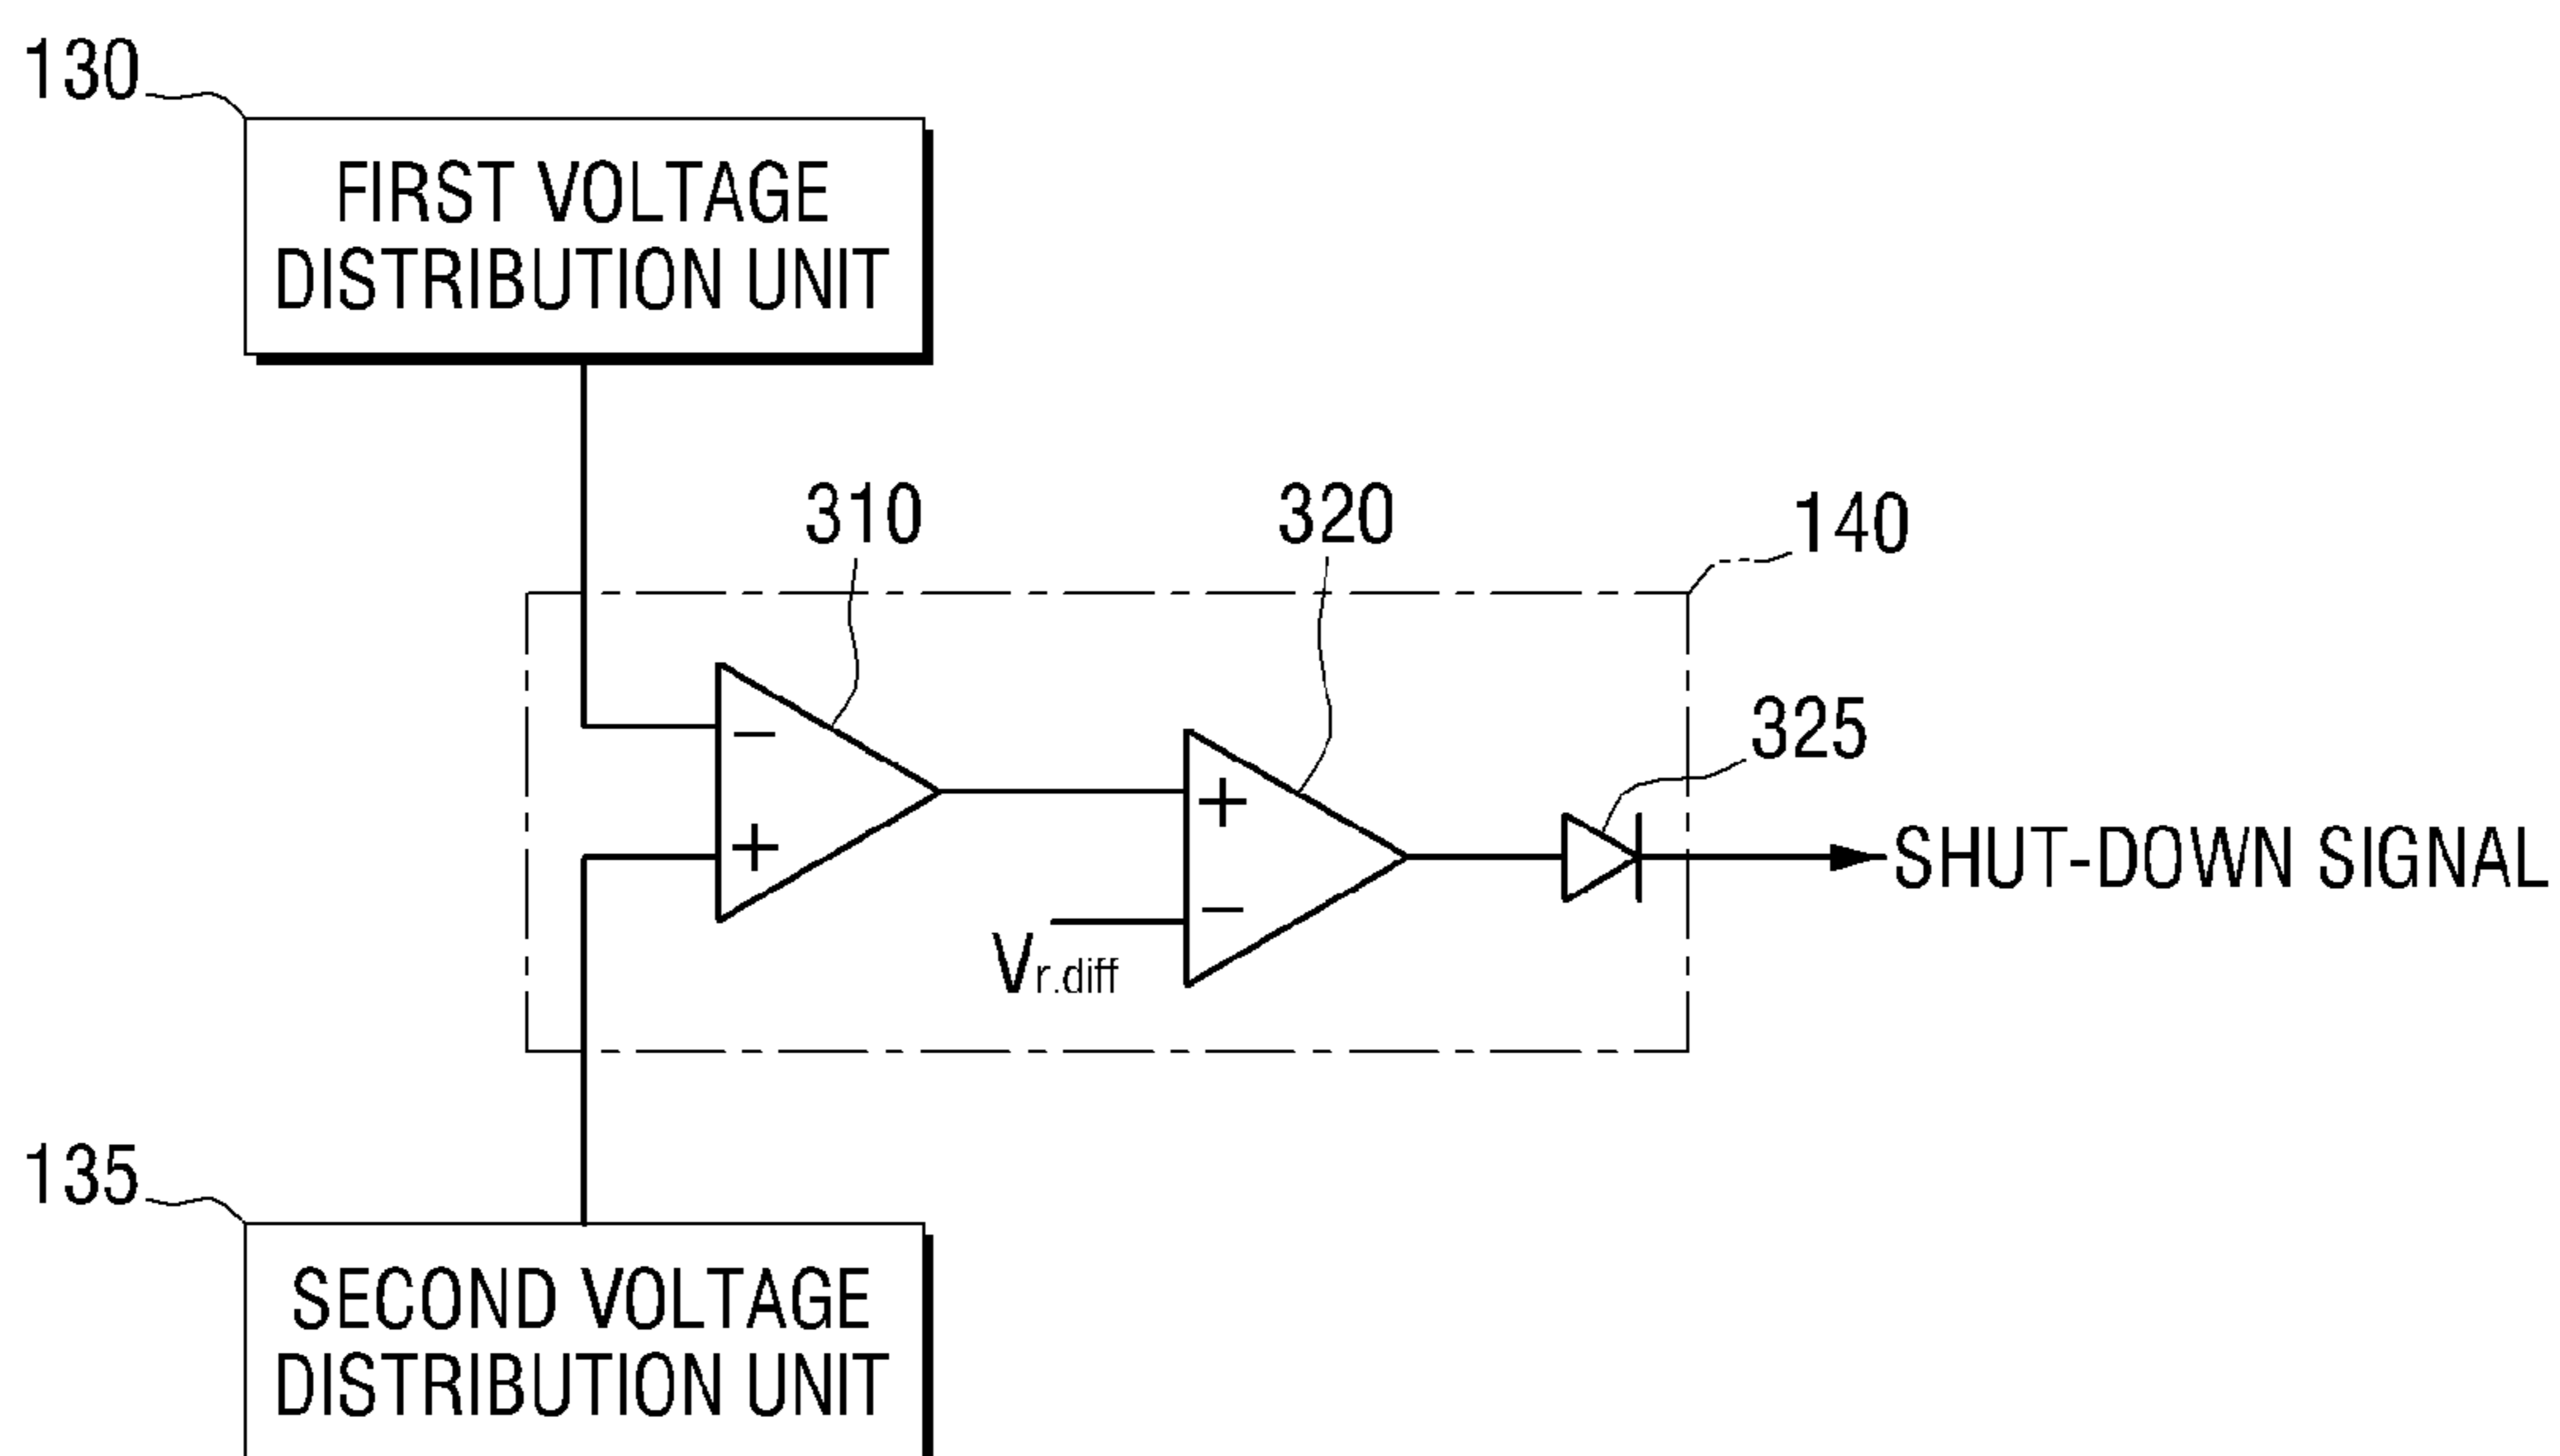 130
FIRST VOLTAGE
DISTRIBUTION UNIT
310
320
140
325
−
+
+
−
Vr.diff
SHUT-DOWN SIGNAL
135
SECOND VOLTAGE
DISTRIBUTION UNIT